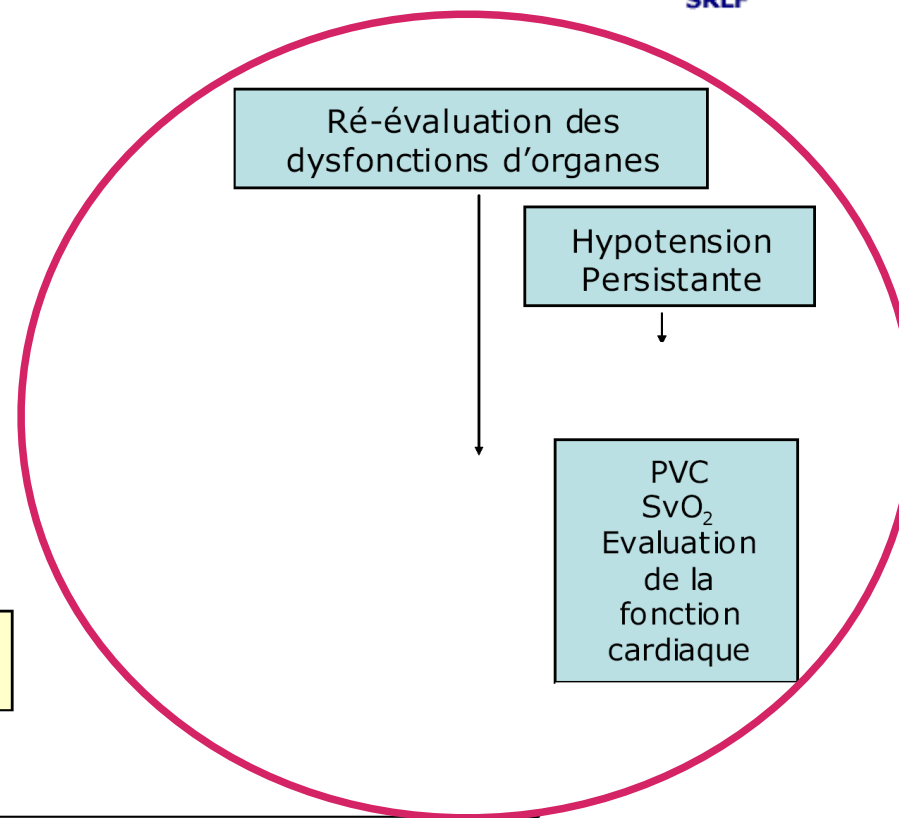 SRLF
Ré-évaluation des
dysfonctions d’organes
Hypotension
Persistante
PVC
SvO₂
Evaluation
de la
fonction
cardiaque